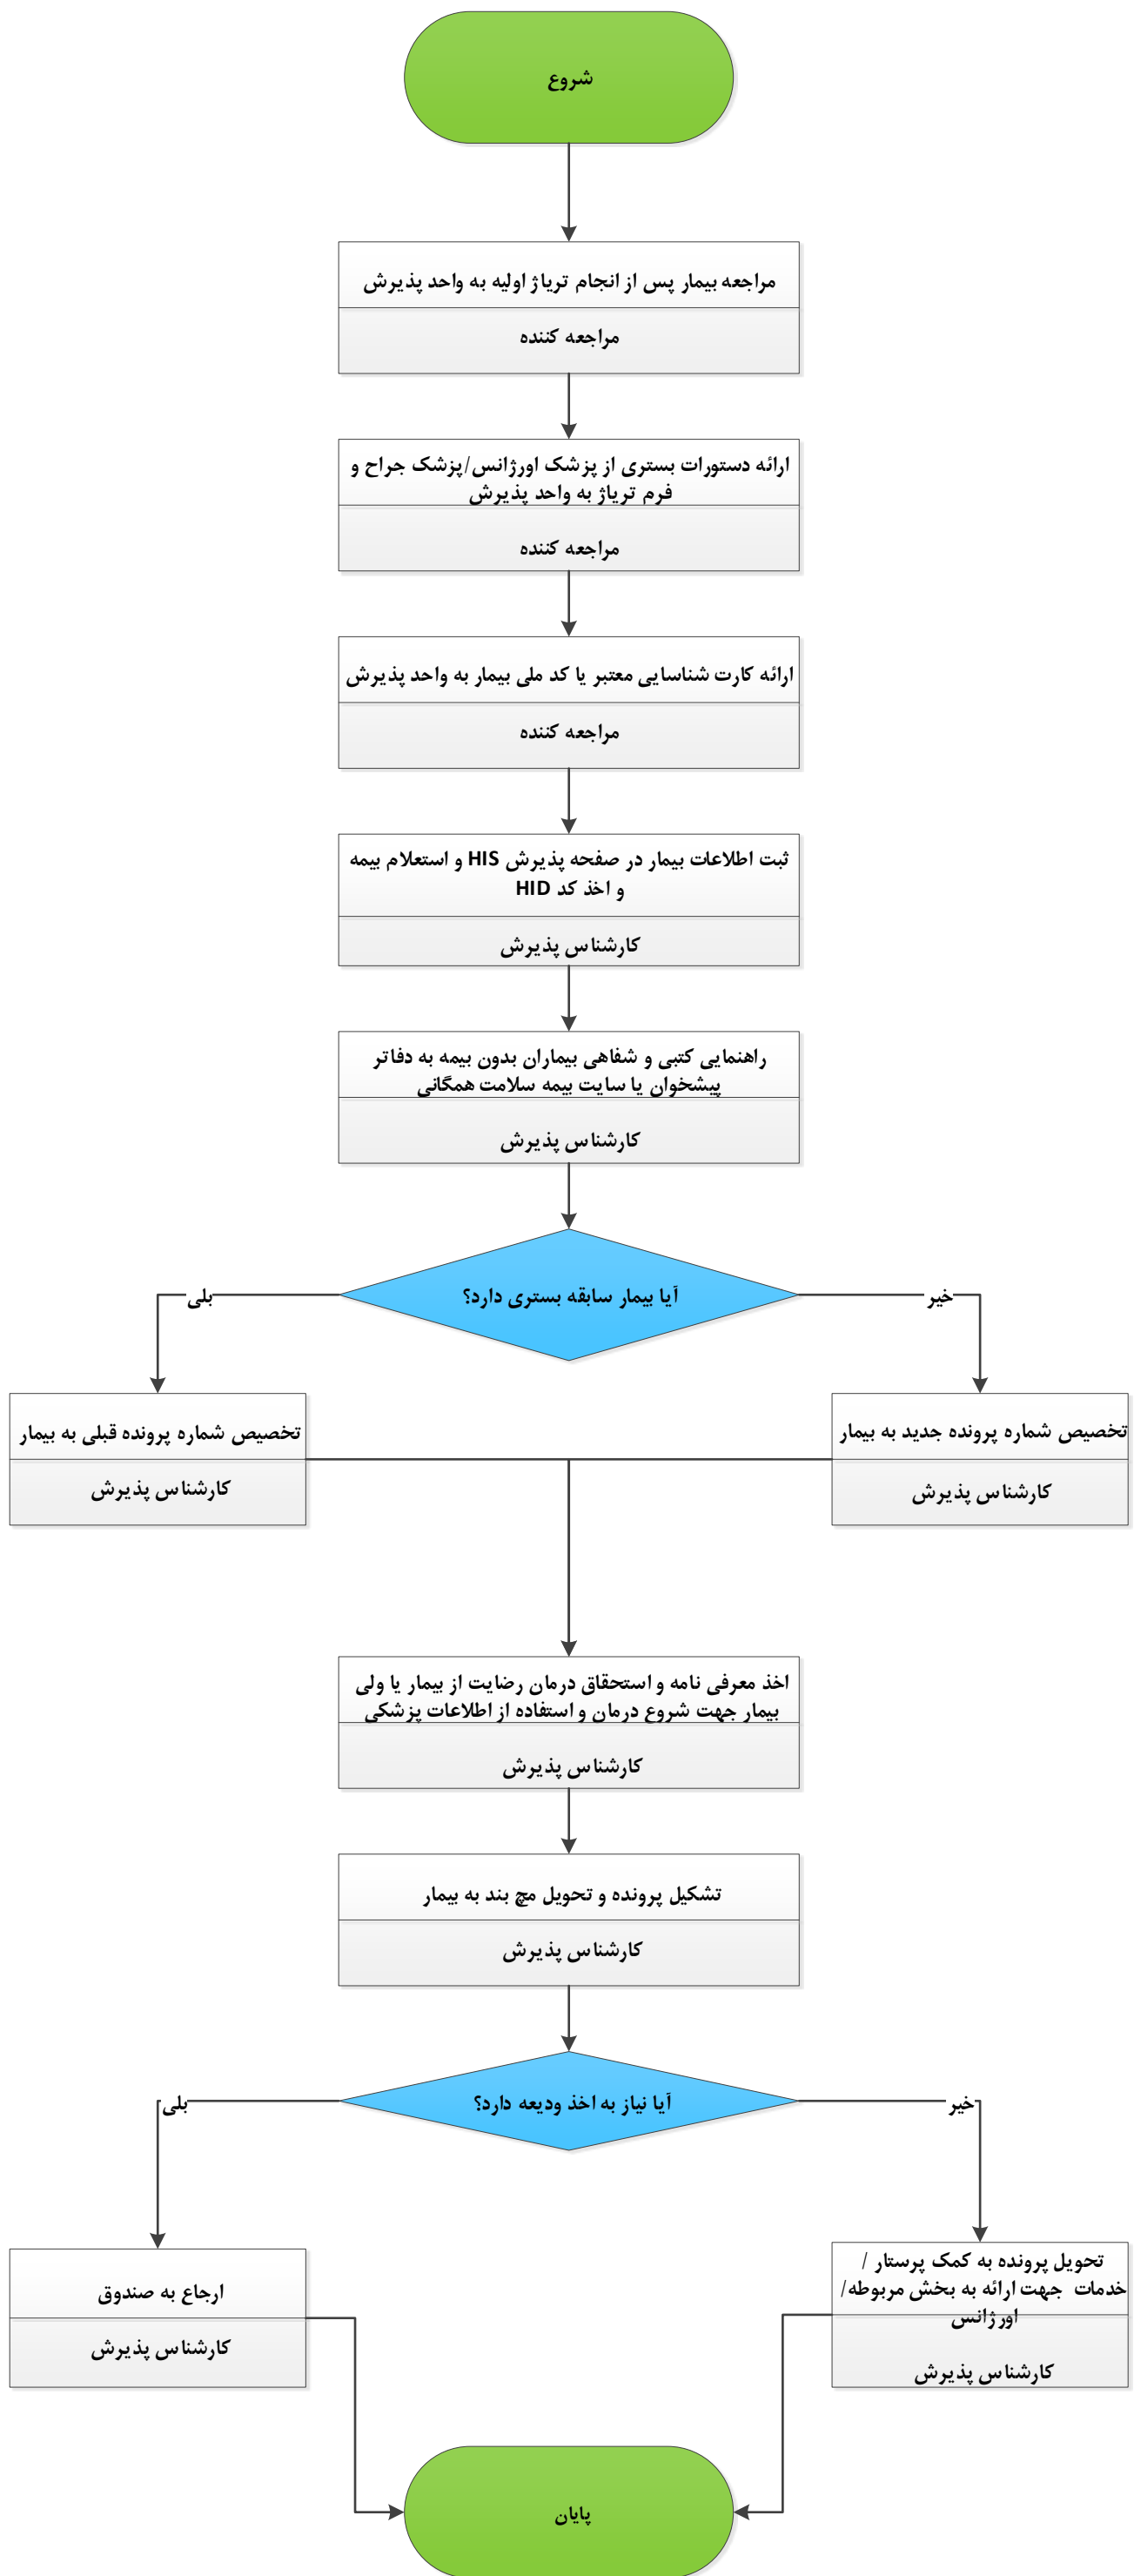 شروع
مراجعه بیمار پس از انجام تریاژ اولیه به واحد پذیرش
مراجعه کننده
ارائه دستورات بستری از پزشک اورژانس/پزشک جراح و
فرم تریاژ به واحد پذیرش
مراجعه کننده
ارائه کارت شناسایی معتبر یا کد ملی بیمار به واحد پذیرش
مراجعه کننده
ثبت اطلاعات بیمار در صفحه پذیرش HIS و استعلام بیمه
و اخذ کد HID
کارشناس پذیرش
راهنمایی کتبی و شفاهی بیماران بدون بیمه به دفاتر
پیشخوان یا سایت بیمه سلامت همگانی
کارشناس پذیرش
آیا بیمار سابقه بستری دارد؟
خیر
بلی
تخصیص شماره پرونده جدید به بیمار
کارشناس پذیرش
تخصیص شماره پرونده قبلی به بیمار
کارشناس پذیرش
اخذ معرفی نامه و استحقاق درمان رضایت از بیمار یا ولی
بیمار جهت شروع درمان و استفاده از اطلاعات پزشکی
کارشناس پذیرش
تشکیل پرونده و تحویل مچ بند به بیمار
کارشناس پذیرش
آیا نیاز به اخذ ودیعه دارد؟
خیر
بلی
تحویل پرونده به کمک پرستار /
خدمات جهت ارائه به بخش مربوطه/
اورژانس
کارشناس پذیرش
ارجاع به صندوق
کارشناس پذیرش
پایان